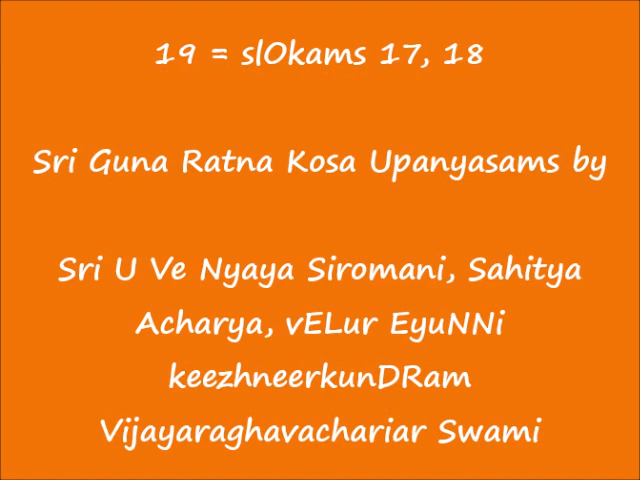 19 = slOkams 17, 18
Sri Guna Ratna Kosa Upanyasams by
Sri U Ve Nyaya Siromani, Sahitya
Acharya, vELur EyuNNi
keezhneerkunDRam
Vijayaraghavachariar Swami